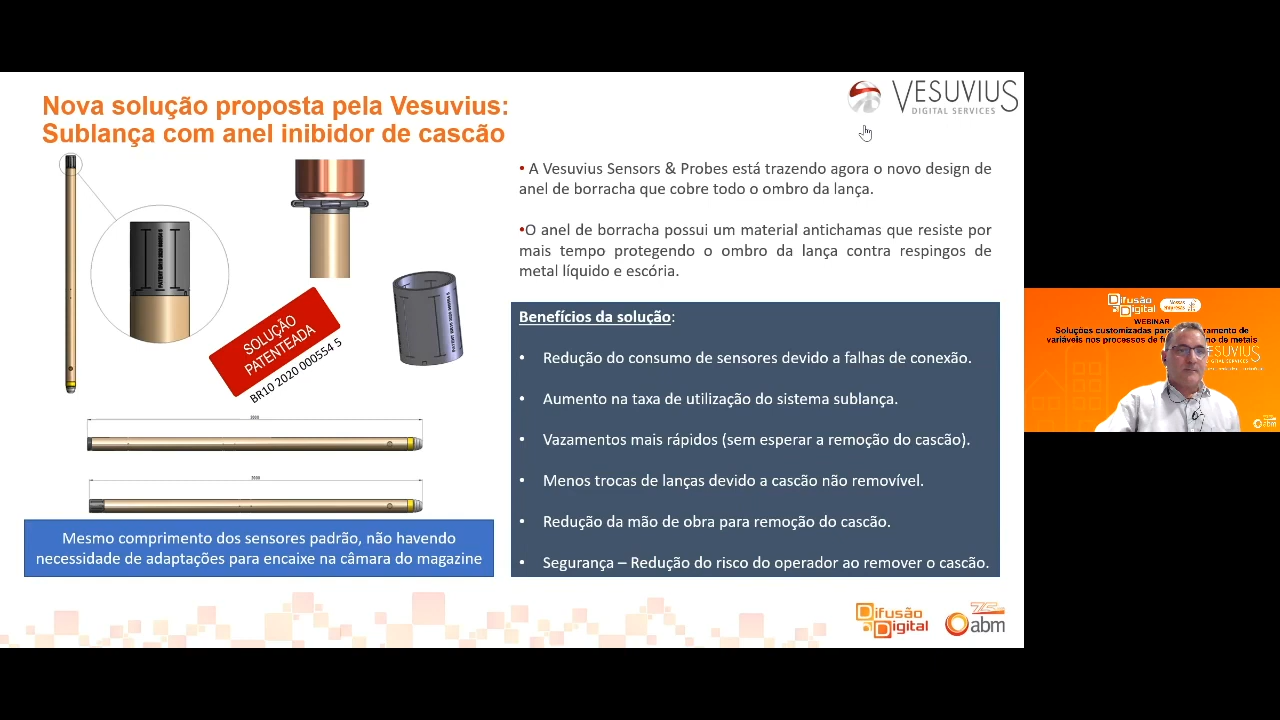 Nova solução proposta pela Vesuvius:
Sublança com anel inibidor de cascão
VESUVIUS
DIGITAL SERVICES
• A Vesuvius Sensors & Probes está trazendo agora o novo design de
anel de borracha que cobre todo o ombro da lança.
•O anel de borracha possui um material antichamas que resiste por
mais tempo protegendo o ombro da lança contra respingos de
metal líquido e escória.
SOLUÇÃO
PATENTEADA
BR10 2020 000554 5
Benefícios da solução:
• Redução do consumo de sensores devido a falhas de conexão.
• Aumento na taxa de utilização do sistema sublança.
• Vazamentos mais rápidos (sem esperar a remoção do cascão).
• Menos trocas de lanças devido a cascão não removível.
• Redução da mão de obra para remoção do cascão.
• Segurança – Redução do risco do operador ao remover o cascão.
Mesmo comprimento dos sensores padrão, não havendo
necessidade de adaptações para encaixe na câmara do magazine
Difusão
Digital
75
abm
Difusão
Digital
Nossas
empresas
WEBINAR
Soluções customizadas para
variáveis nos processos de
abm